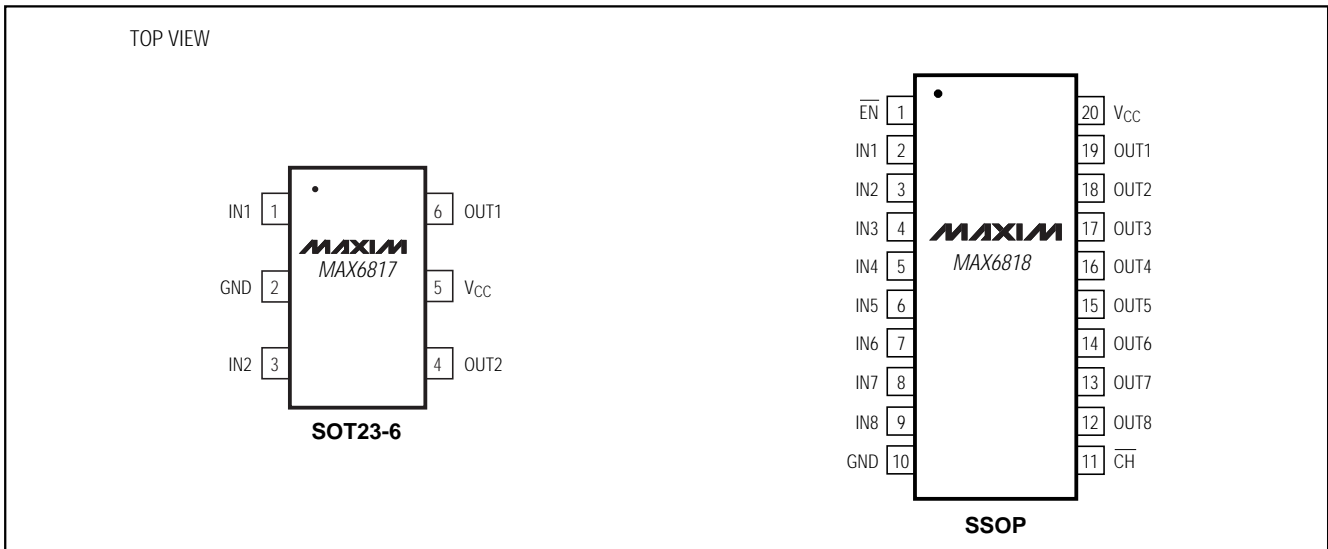 TOP VIEW
IN1 1
GND 2
IN2 3
6 OUT1
5 VCC
4 OUT2
MAXIM
MAX6817
SOT23-6
EN 1
IN1 2
IN2 3
IN3 4
IN4 5
IN5 6
IN6 7
IN7 8
IN8 9
GND 10
20 VCC
19 OUT1
18 OUT2
17 OUT3
16 OUT4
15 OUT5
14 OUT6
13 OUT7
12 OUT8
11 CH
MAXIM
MAX6818
SSOP